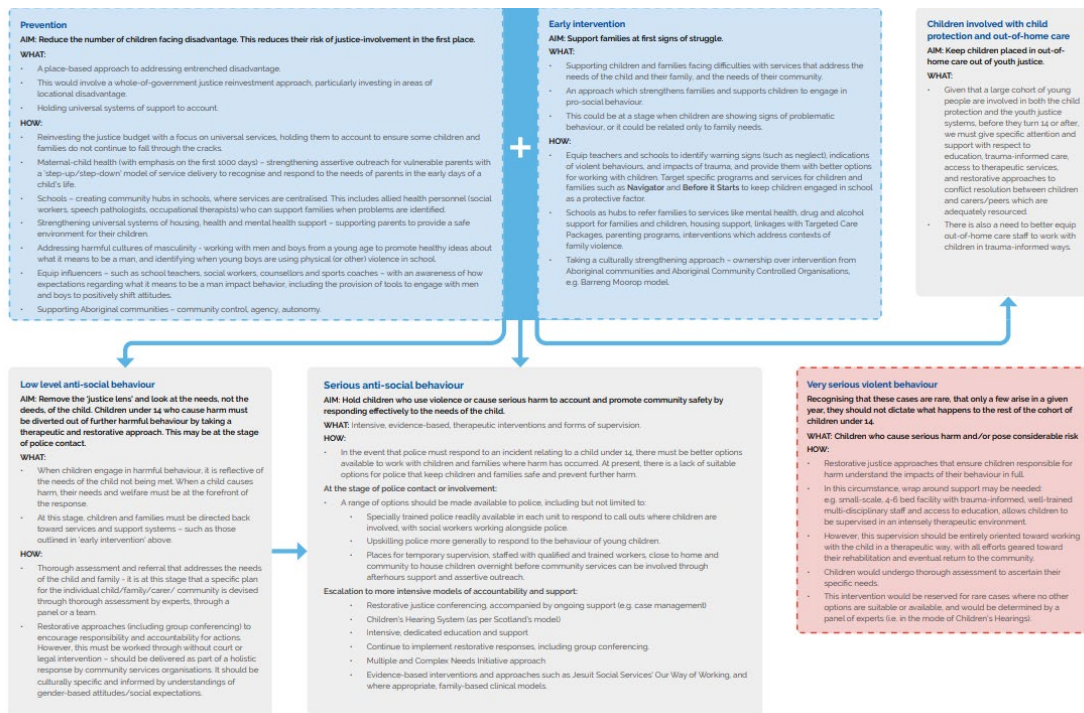 Prevention
AIM: Reduce the number of children facing disadvantage. This reduces their risk of justice-involvement in the first place.
WHAT:
• A place-based approach to addressing entrenched disadvantage.
• This would involve a whole-of-government justice reinvestment approach, particularly investing in areas of
locational disadvantage.
• Holding universal systems of support to account.
HOW:
• Reinvesting the justice budget with a focus on universal services, holding them to account to ensure some children and
families do not continue to fall through the cracks.
• Maternal-child health (with emphasis on the first 1000 days) – strengthening assertive outreach for vulnerable parents with
a 'step-up/step-down' model of service delivery to recognise and respond to the needs of parents in the early days of a
child's life.
• Schools – creating community hubs in schools, where services are centralised. This includes allied health personnel (social
workers, speech pathologists, occupational therapists) who can support families when problems are identified.
• Strengthening universal systems of housing, health and mental health support – supporting parents to provide a safe
environment for their children.
• Addressing harmful cultures of masculinity - working with men and boys from a young age to promote healthy ideas about
what it means to be a man, and identifying when young boys are using physical (or other) violence in school.
• Equip influencers – such as school teachers, social workers, counsellors and sports coaches – with an awareness of how
expectations regarding what it means to be a man impact behavior, including the provision of tools to engage with men
and boys to positively shift attitudes.
• Supporting Aboriginal communities – community control, agency, autonomy.
+
Early intervention
AIM: Support families at first signs of struggle.
WHAT:
• Supporting children and families facing difficulties with services that address the
needs of the child and their family, and the needs of their community.
• An approach which strengthens families and supports children to engage in
pro-social behaviour.
• This could be at a stage when children are showing signs of problematic
behaviour, or it could be related only to family needs.
HOW:
• Equip teachers and schools to identify warning signs (such as neglect), indications
of violent behaviours, and impacts of trauma, and provide them with better options
for working with children. Target specific programs and services for children and
families such as Navigator and Before it Starts to keep children engaged in school
as a protective factor.
• Schools as hubs to refer families to services like mental health, drug and alcohol
support for families and children, housing support, linkages with Targeted Care
Packages, parenting programs, interventions which address contexts of
family violence.
• Taking a culturally strengthening approach – ownership over intervention from
Aboriginal communities and Aboriginal Community Controlled Organisations,
e.g. Barreng Moorop model.
Children involved with child
protection and out-of-home care
AIM: Keep children placed in out-of-
home care out of youth justice.
WHAT:
• Given that a large cohort of young
people are involved in both the child
protection and the youth justice
systems, before they turn 14 or after,
we must give specific attention and
support with respect to
education, trauma-informed care,
access to therapeutic services,
and restorative approaches to
conflict resolution between children
and carers/peers which are
adequately resourced.
• There is also a need to better equip
out-of-home care staff to work with
children in trauma-informed ways.
Low level anti-social behaviour
AIM: Remove the 'justice lens' and look at the needs, not the
deeds, of the child. Children under 14 who cause harm must
be diverted out of further harmful behaviour by taking a
therapeutic and restorative approach. This may be at the stage
of police contact.
WHAT:
• When children engage in harmful behaviour, it is reflective of
the needs of the child not being met. When a child causes
harm, their needs and welfare must be at the forefront of
the response.
• At this stage, children and families must be directed back
toward services and support systems – such as those
outlined in 'early intervention' above.
HOW:
• Thorough assessment and referral that addresses the needs
of the child and family - it is at this stage that a specific plan
for the individual child/family/carer/ community is devised
through thorough assessment by experts, through a
panel or a team.
• Restorative approaches (including group conferencing) to
encourage responsibility and accountability for actions.
However, this must be worked through without court or
legal intervention – should be delivered as part of a holistic
response by community services organisations. It should be
culturally specific and informed by understandings of
gender-based attitudes/social expectations.
Serious anti-social behaviour
AIM: Hold children who use violence or cause serious harm to account and promote community safety by
responding effectively to the needs of the child.
WHAT: Intensive, evidence-based, therapeutic interventions and forms of supervision.
HOW:
• In the event that police must respond to an incident relating to a child under 14, there must be better options
available to work with children and families where harm has occurred. At present, there is a lack of suitable
options for police that keep children and families safe and prevent further harm.
At the stage of police contact or involvement:
• A range of options should be made available to police, including but not limited to:
• Specially trained police readily available in each unit to respond to call outs where children are
involved, with social workers working alongside police.
• Upskilling police more generally to respond to the behaviour of young children.
• Places for temporary supervision, staffed with qualified and trained workers, close to home and
community to house children overnight before community services can be involved through
afterhours support and assertive outreach.
Escalation to more intensive models of accountability and support:
• Restorative justice conferencing, accompanied by ongoing support (e.g. case management)
• Children's Hearing System (as per Scotland's model)
• Intensive, dedicated education and support
• Continue to implement restorative responses, including group conferencing.
• Multiple and Complex Needs Initiative approach
• Evidence-based interventions and approaches such as Jesuit Social Services' Our Way of Working, and
where appropriate, family-based clinical models.
Very serious violent behaviour
Recognising that these cases are rare, that only a few arise in a given
year, they should not dictate what happens to the rest of the cohort of
children under 14.
WHAT: Children who cause serious harm and/or pose considerable risk
HOW:
• Restorative justice approaches that ensure children responsible for
harm understand the impacts of their behaviour in full.
• In this circumstance, wrap around support may be needed:
e.g. small-scale, 4-6 bed facility with trauma-informed, well-trained
multi-disciplinary staff and access to education, allows children to
be supervised in an intensely therapeutic environment.
• However, this supervision should be entirely oriented toward working
with the child in a therapeutic way, with all efforts geared toward
their rehabilitation and eventual return to the community.
• Children would undergo thorough assessment to ascertain their
specific needs.
• This intervention would be reserved for rare cases where no other
options are suitable or available, and would be determined by a
panel of experts (i.e. in the mode of Children's Hearings).